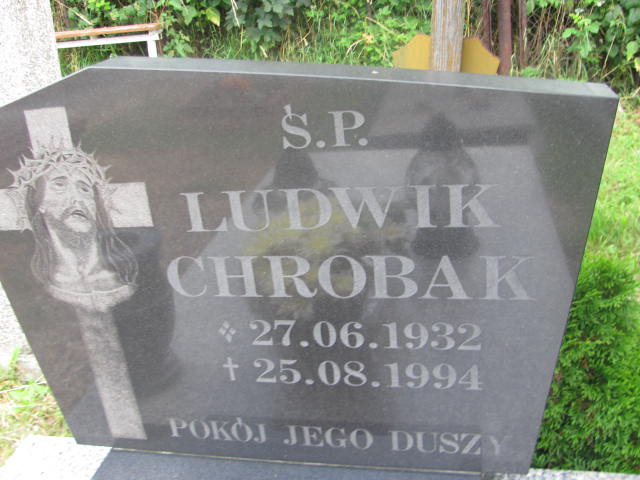 Ś.P.
LUDWIK
CHROBAK
27.06.1932
† 25.08.1994
POKÓJ JEGO DUSZY